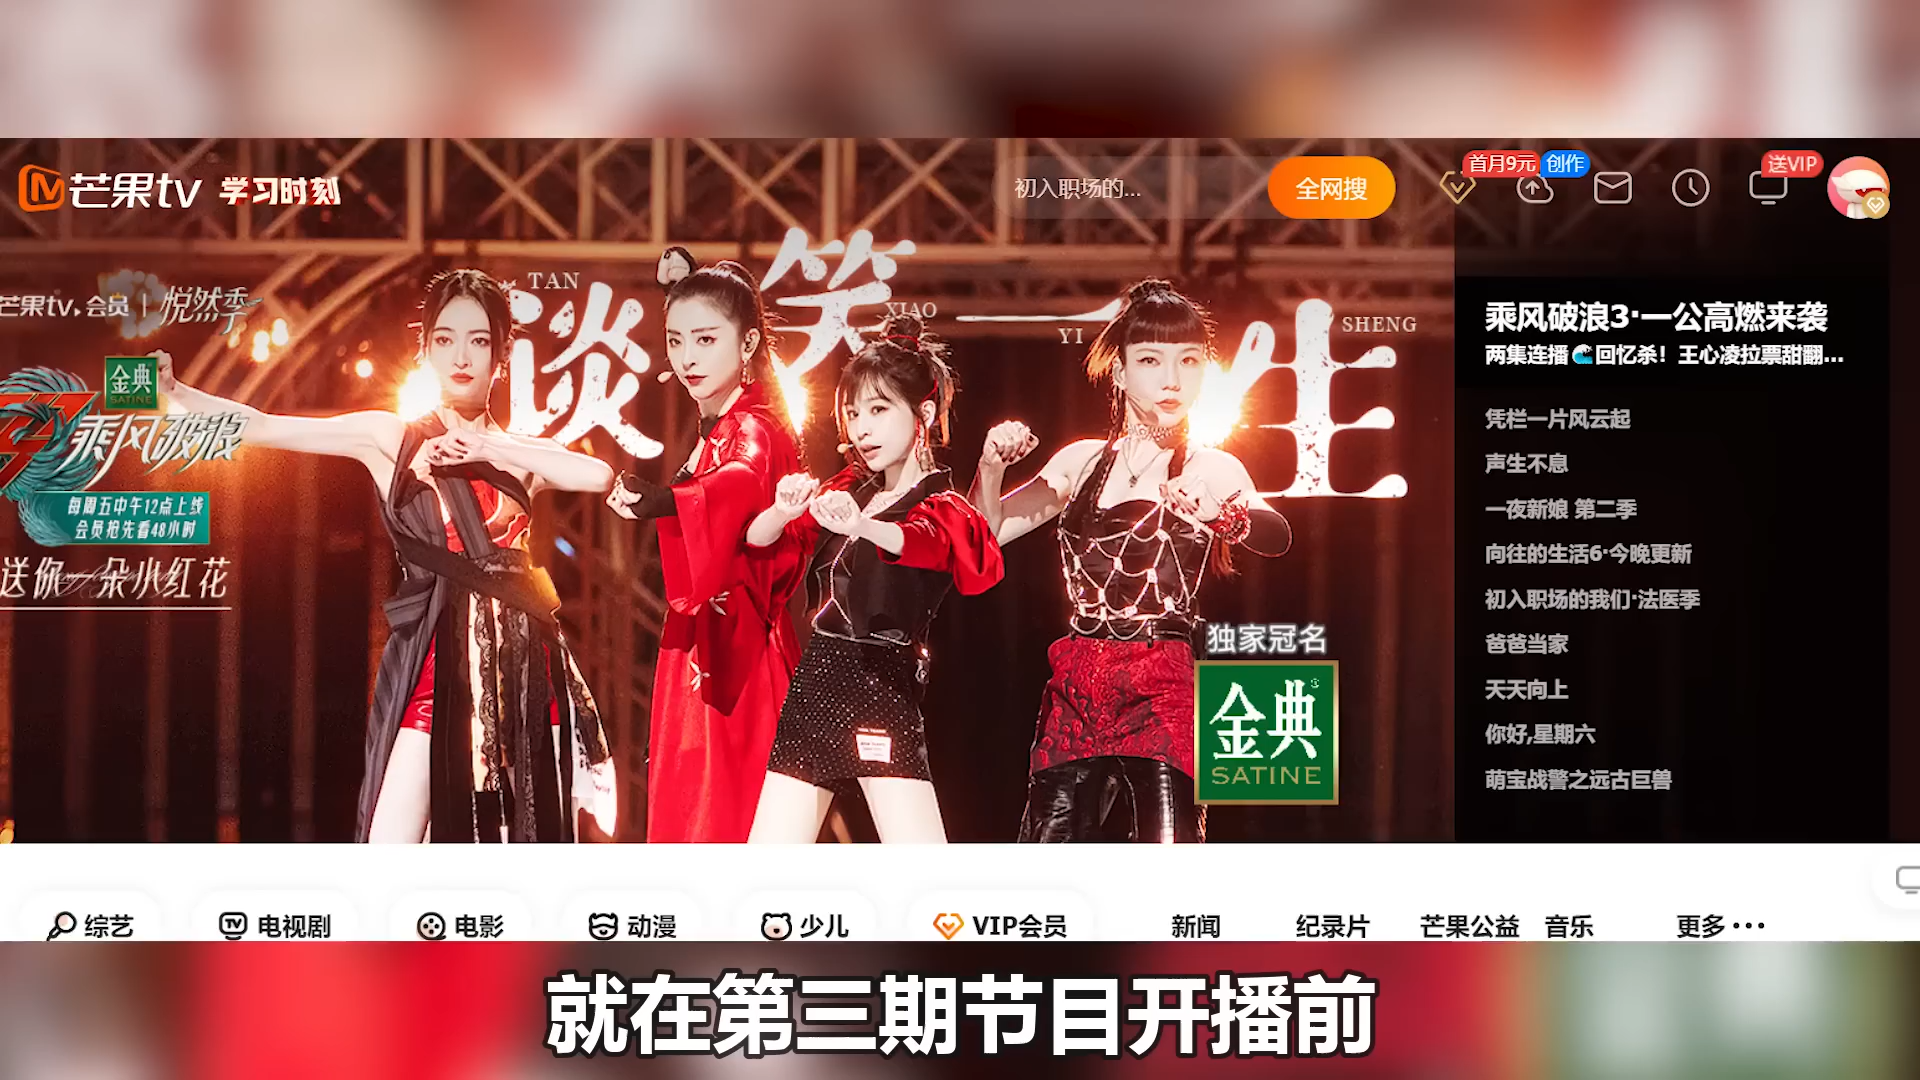 芒果tv 学习时刻
初入职场的...
全网搜
首月9元
创作
送VIP
芒果tv会员 | 悦然季
金典
SATINE
乘风破浪
每周五中午12点上线
会员抢先看48小时
送你一朵小红花
谈笑一生
TAN
XIAO
YI
SHENG
独家冠名
金典
SATINE
乘风破浪3·一公高燃来袭
两集连播🌊回忆杀！王心凌拉票甜翻...
凭栏一片风云起
声生不息
一夜新娘 第二季
向往的生活6·今晚更新
初入职场的我们·法医季
爸爸当家
天天向上
你好,星期六
萌宝战警之远古巨兽
综艺
电视剧
电影
动漫
少儿
VIP会员
新闻
纪录片
芒果公益
音乐
更多···
就在第三期节目开播前